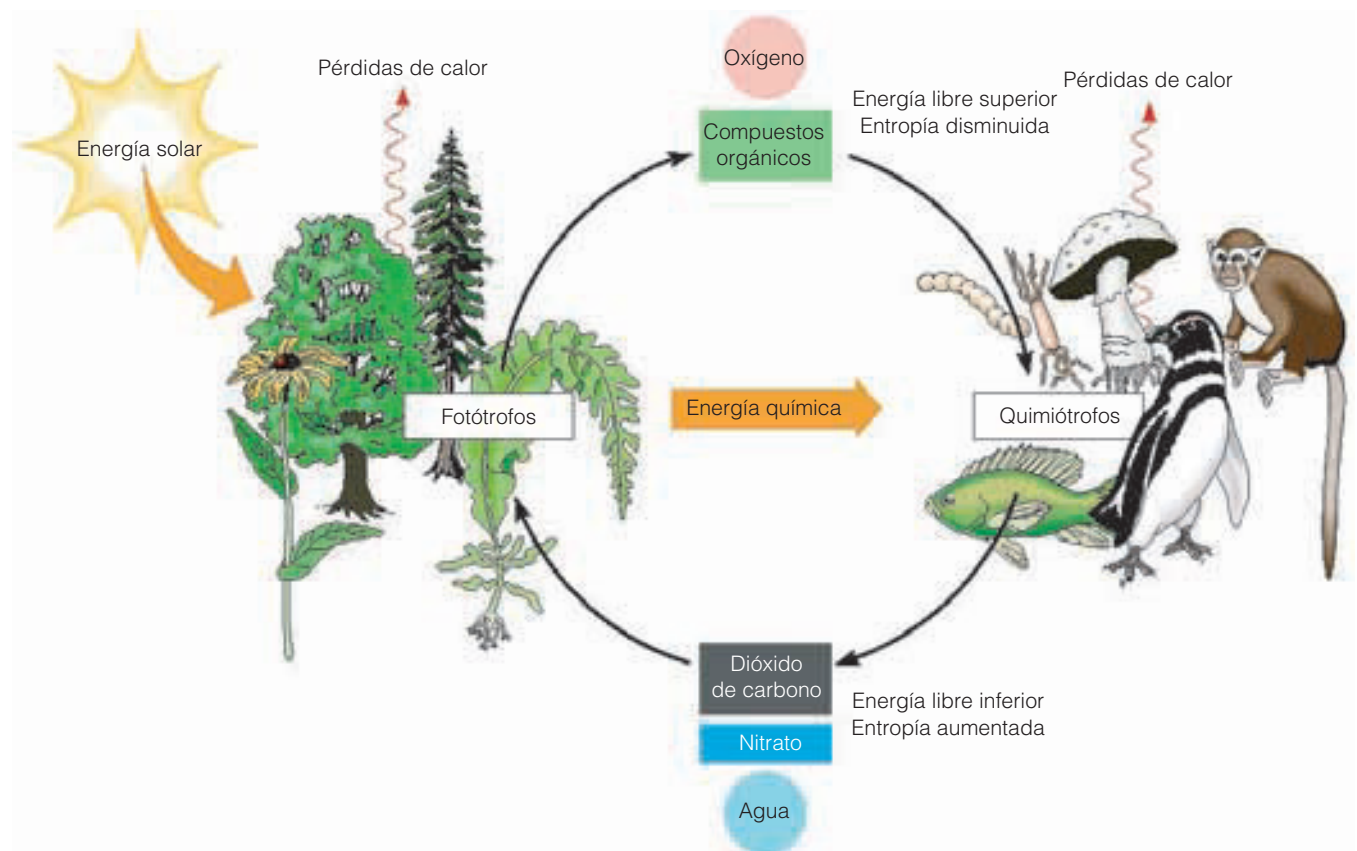 Oxígeno
Pérdidas de calor
Pérdidas de calor
Energía libre superior
Entropía disminuida
Compuestos
orgánicos
Energía solar
Fotótrofos
Energía química
Quimiótrofos
Dióxido
de carbono
Energía libre inferior
Entropía aumentada
Nitrato
Agua